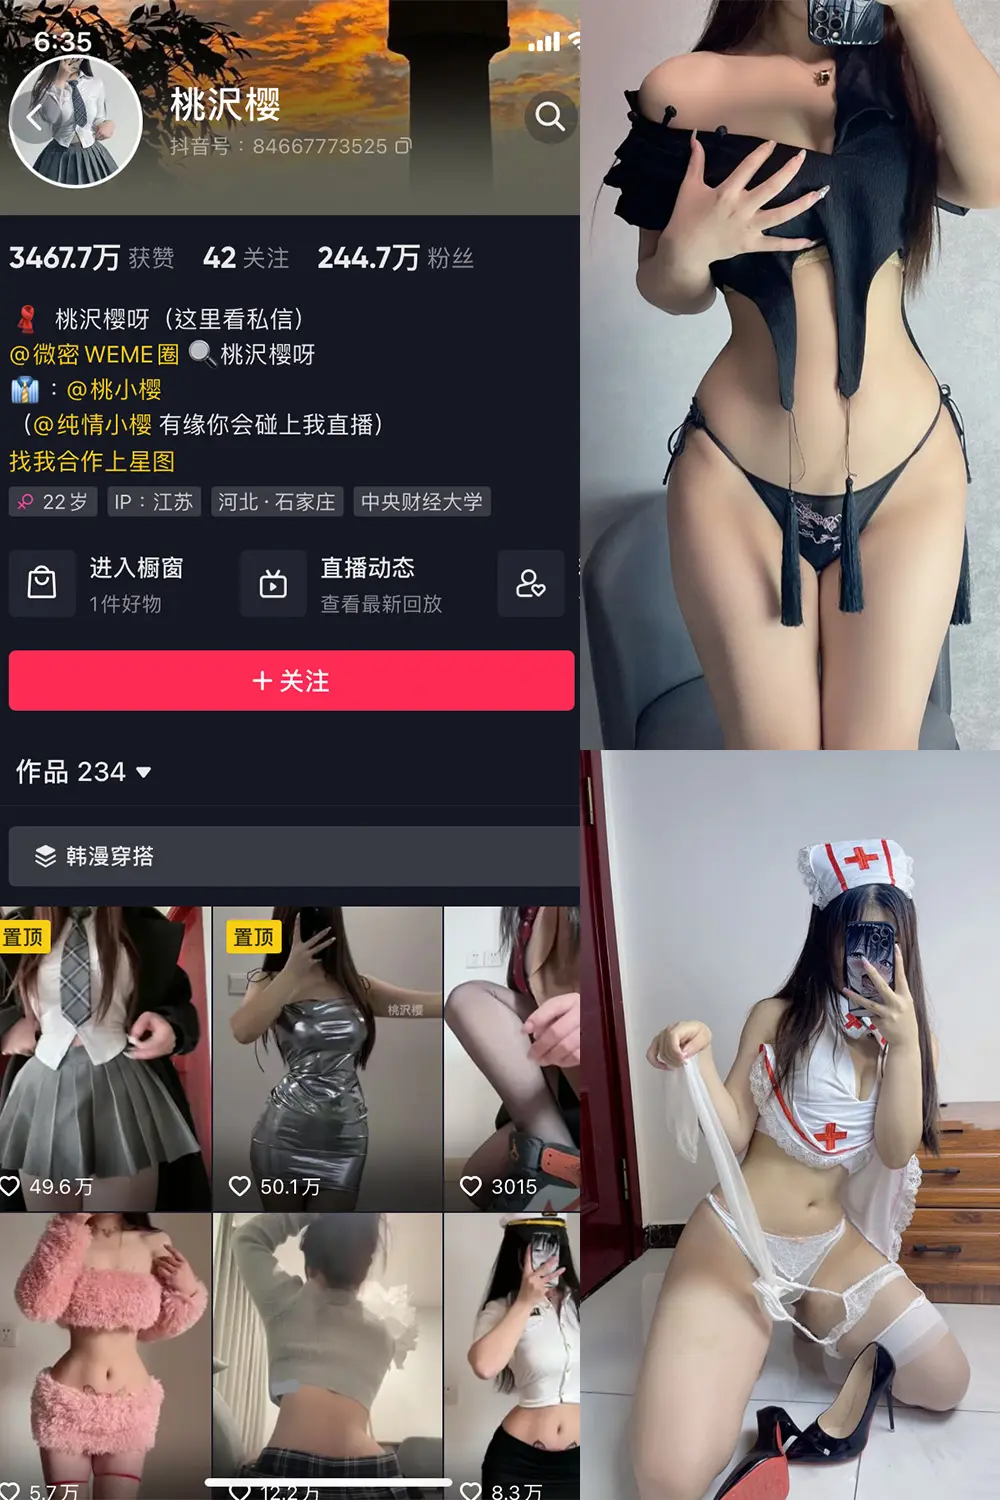 6:35
桃沢樱
抖音号：84667773525
3467.7万 获赞 42 关注 244.7万 粉丝
桃沢樱呀（这里看私信）
@微密WEME圈 桃沢樱呀
：@桃小樱
（@纯情小樱 有缘你会碰上我直播）
找我合作上星图
22岁 IP：江苏 河北·石家庄 中央财经大学
进入橱窗 直播动态
1件好物 查看最新回放
+ 关注
作品 234
韩漫穿搭
置顶 置顶
桃沢樱
49.6万 50.1万 3015
5.7万 12.2万 8.3万